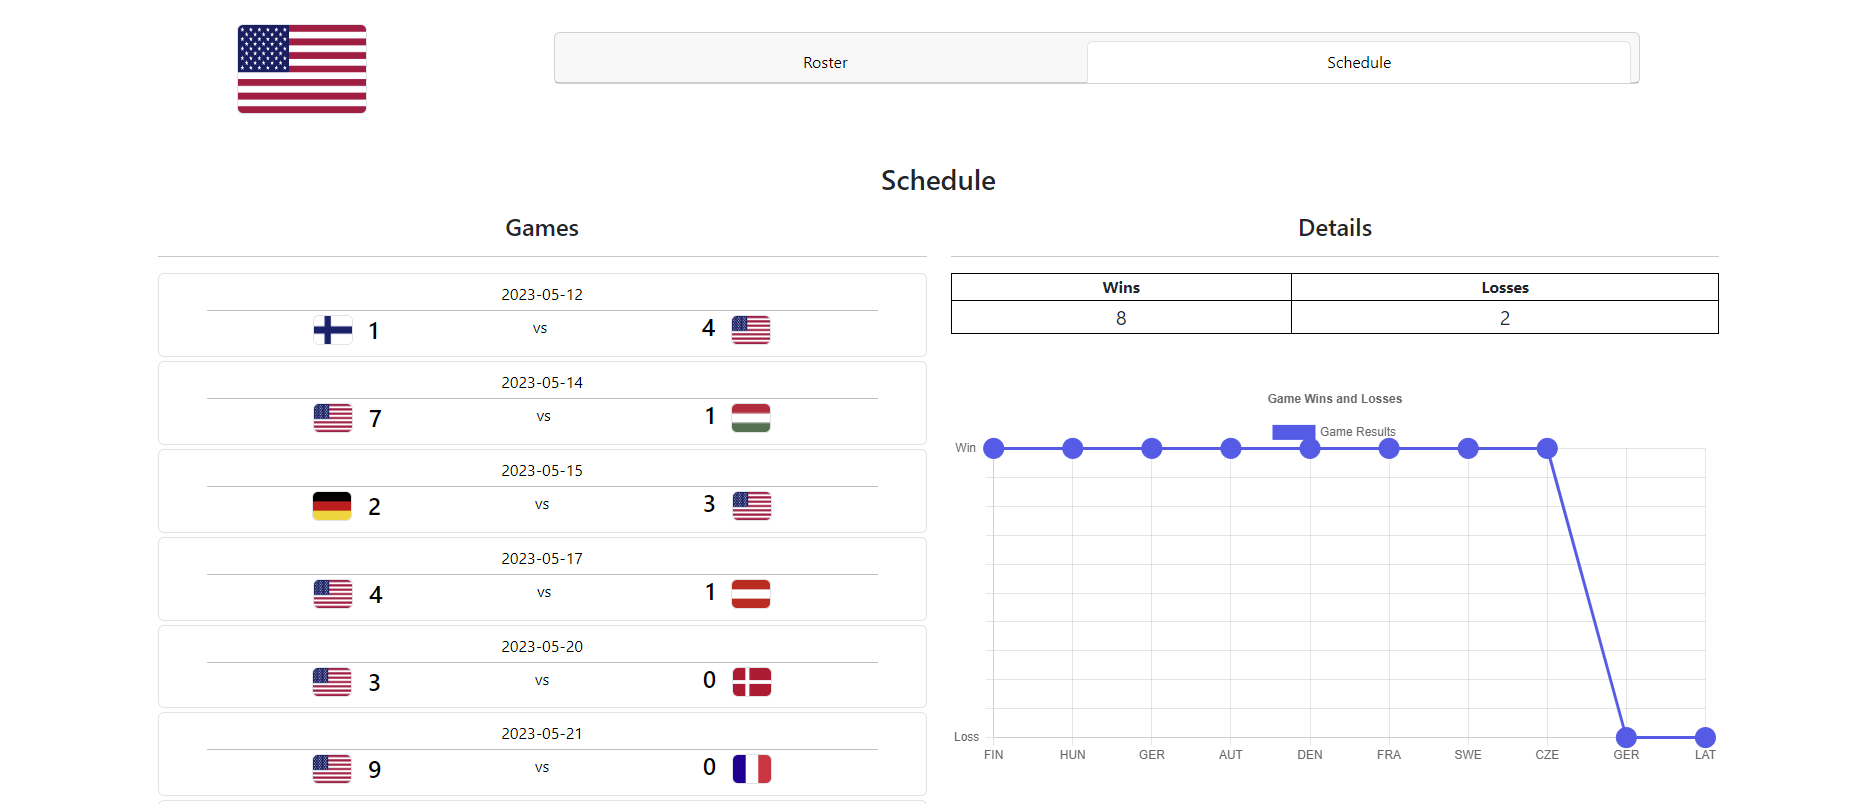 Roster Schedule
Schedule
Games
2023-05-12
1 vs 4
2023-05-14
7 vs 1
2023-05-15
2 vs 3
2023-05-17
4 vs 1
2023-05-20
3 vs 0
2023-05-21
9 vs 0
Details
Wins Losses
8 2
Game Wins and Losses
Game Results
Win
Loss
FIN HUN GER AUT DEN FRA SWE CZE GER LAT